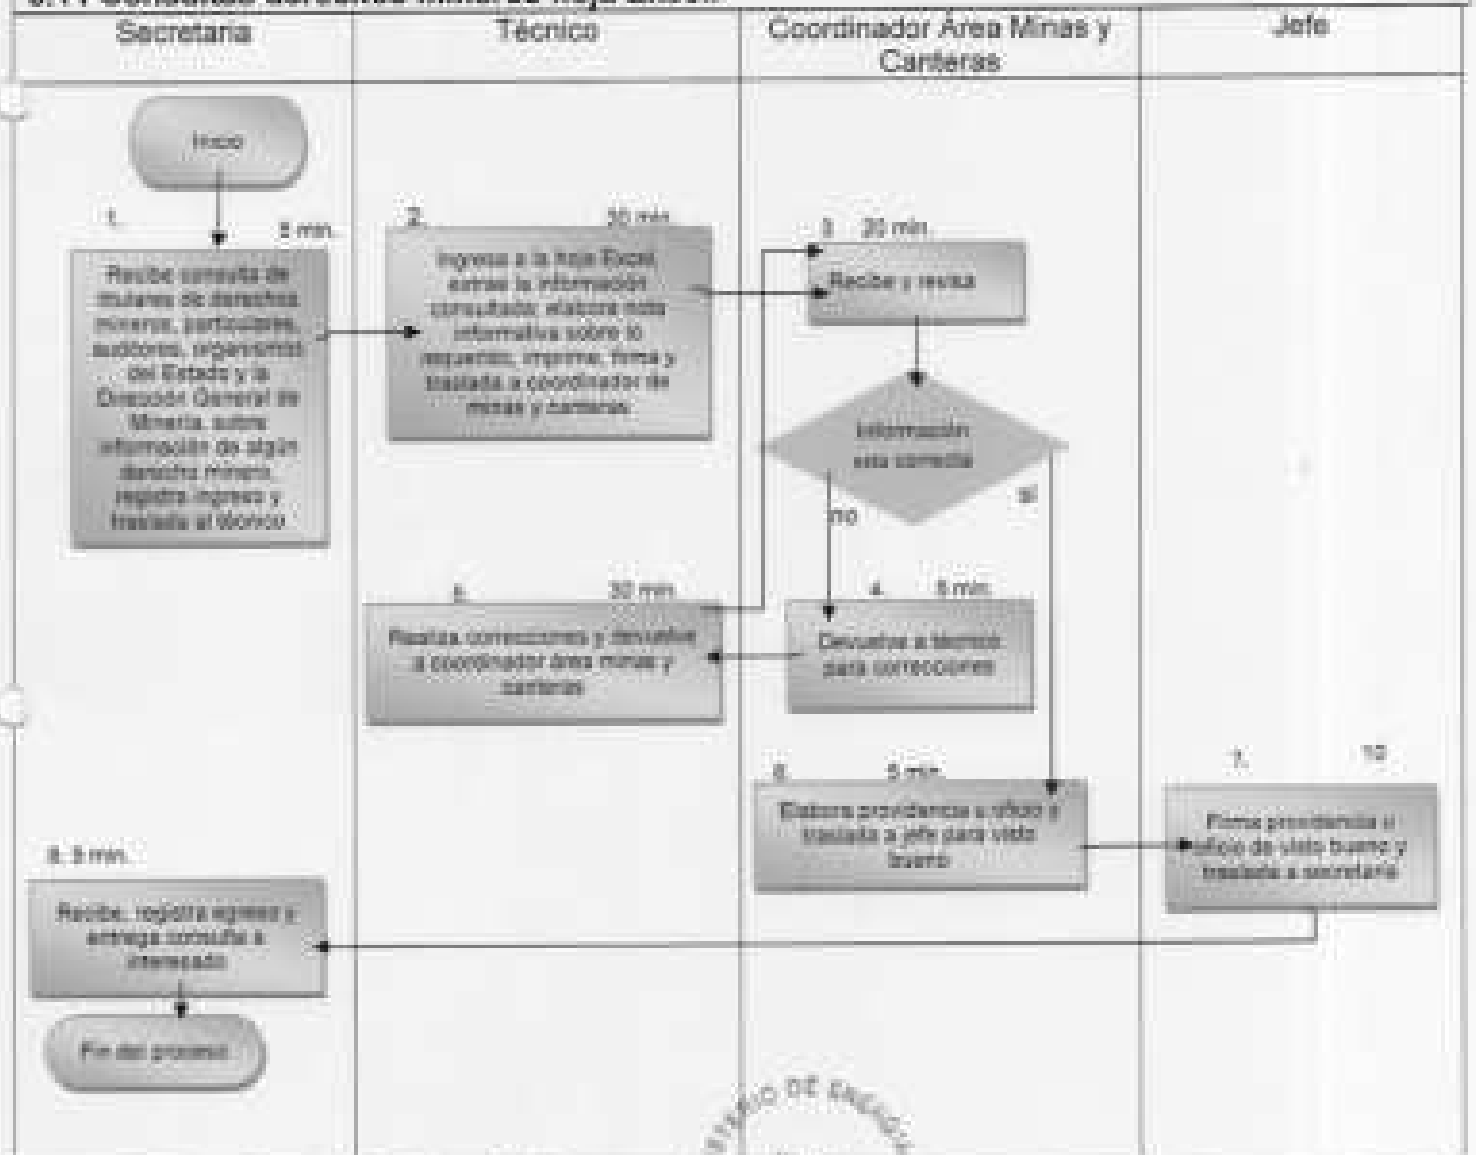 Secretaria
Técnico
Coordinador Área Minas y
Canteras
Jefe
Inicio
1.
5 min.
Recibe consulta de
titulares de derechos
mineros, particulares,
auditores, organismos
del Estado y la
Dirección General de
Minería, sobre
información de algún
derecho minero,
registra ingreso y
traslada al técnico
2.
30 min.
Ingresa a la hoja Excel,
extrae la información
consultada, elabora nota
informativa sobre lo
requerido, imprime, firma y
traslada a coordinador de
minas y canteras
3. 20 min.
Recibe y revisa
Información
esta correcta
si
no
4. 5 min.
Devuelve a técnico
para correcciones
5.
30 min.
Realiza correcciones y devuelve
a coordinador área minas y
canteras
6. 5 min.
Elabora providencia u oficio y
traslada a jefe para visto
bueno
7. 10
Firma providencia u
oficio de visto bueno y
traslada a secretaria
8. min.
Recibe, registra egreso y
entrega consulta a
interesado
Fin del proceso
DE